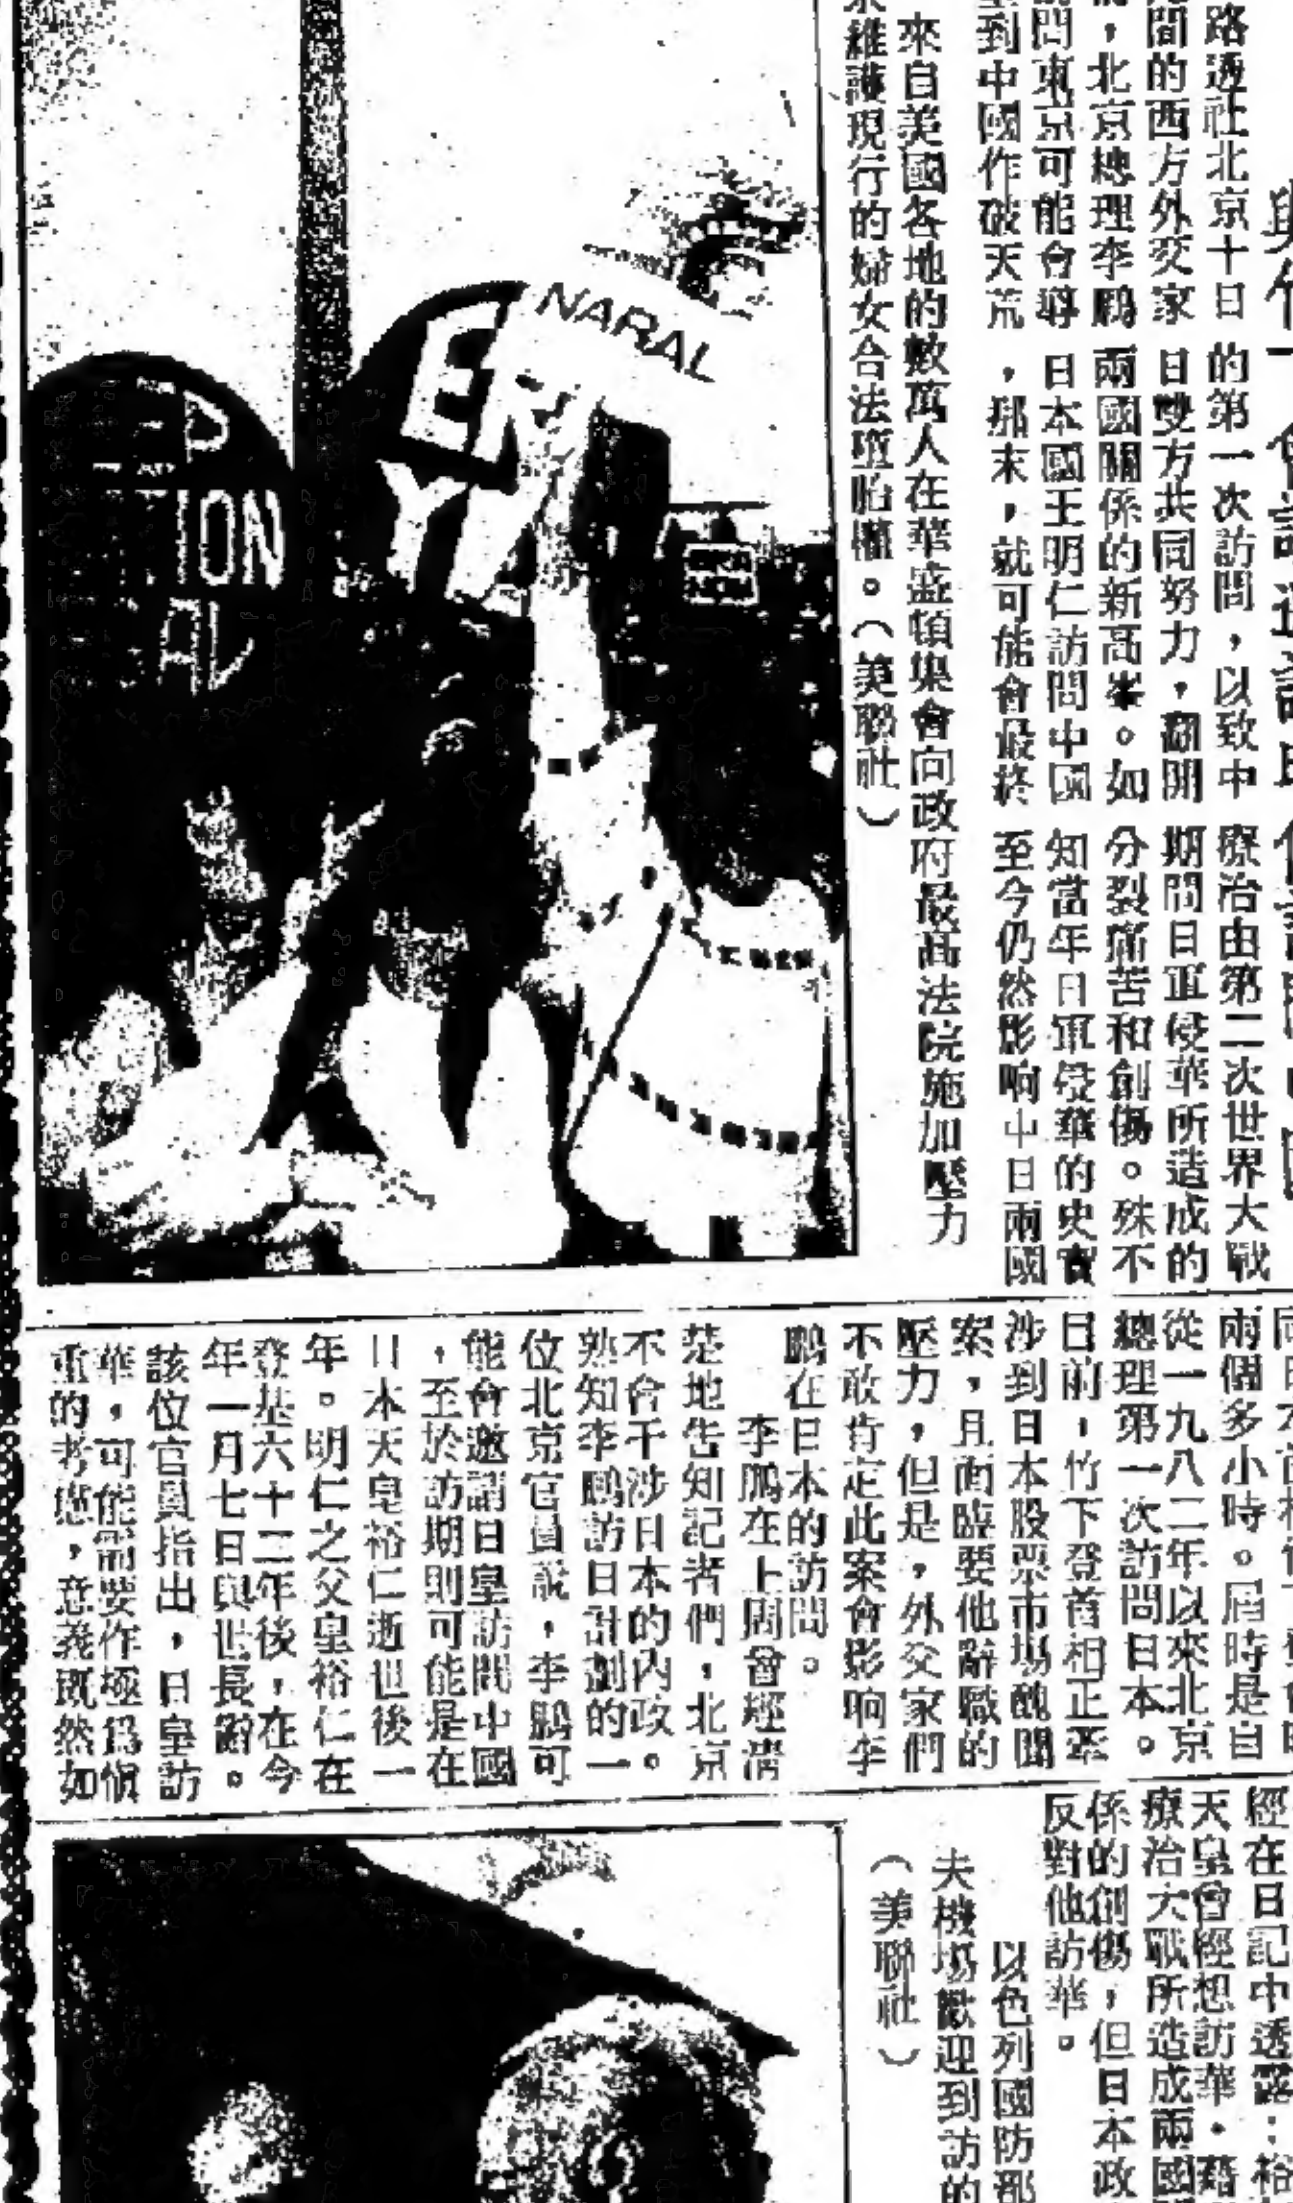 路透社北京十日
間的西方外交家
，北京總理李鵬
問東京可能會導
到中國作破天荒
的第一次訪問，以致中
日雙方共同努力，翻開
兩國關係的新高峯。如
日本國王明仁訪問中國
，那末，就可能會最終
療治由第二次世界大戰
期間日軍侵華所造成的
分裂痛苦和創傷。殊不
知當年日軍侵華的史實
至今仍然影响中日兩國
來自美國各地的數萬人在華盛頓集會向政府最高法院施加壓力
來維護現行的婦女合法墮胎權。（美聯社）
NARAL
TION
兩個多小時。屆時是自
從一九八二年以來北京
總理第一次訪問日本。
目前，竹下登首相正牽
涉到日本股票市場醜聞
案，且面臨要他辭職的
壓力，但是，外交家們
不敢肯定此案會影响李
鵬在日本的訪問。
李鵬在上周曾經清
楚地告知記者們，北京
不會干涉日本的內政。
熟知李鵬訪日計劃的一
位北京官員說，李鵬可
能會邀請日皇訪問中國
，至於訪期則可能是在
日本天皇裕仁逝世後一
年。明仁之父皇裕仁在
登基六十二年後，在今
年一月七日與世長辭。
該位官員指出，日皇訪
華，可能需要作極爲慎
重的考慮，意義既然如
經在日記中透露：裕
天皇曾經想訪華，藉
療治大戰所造成兩國
係的創傷，但日本政
反對他訪華。
以色列國防部
夫機場歡迎到訪的
（美聯社）